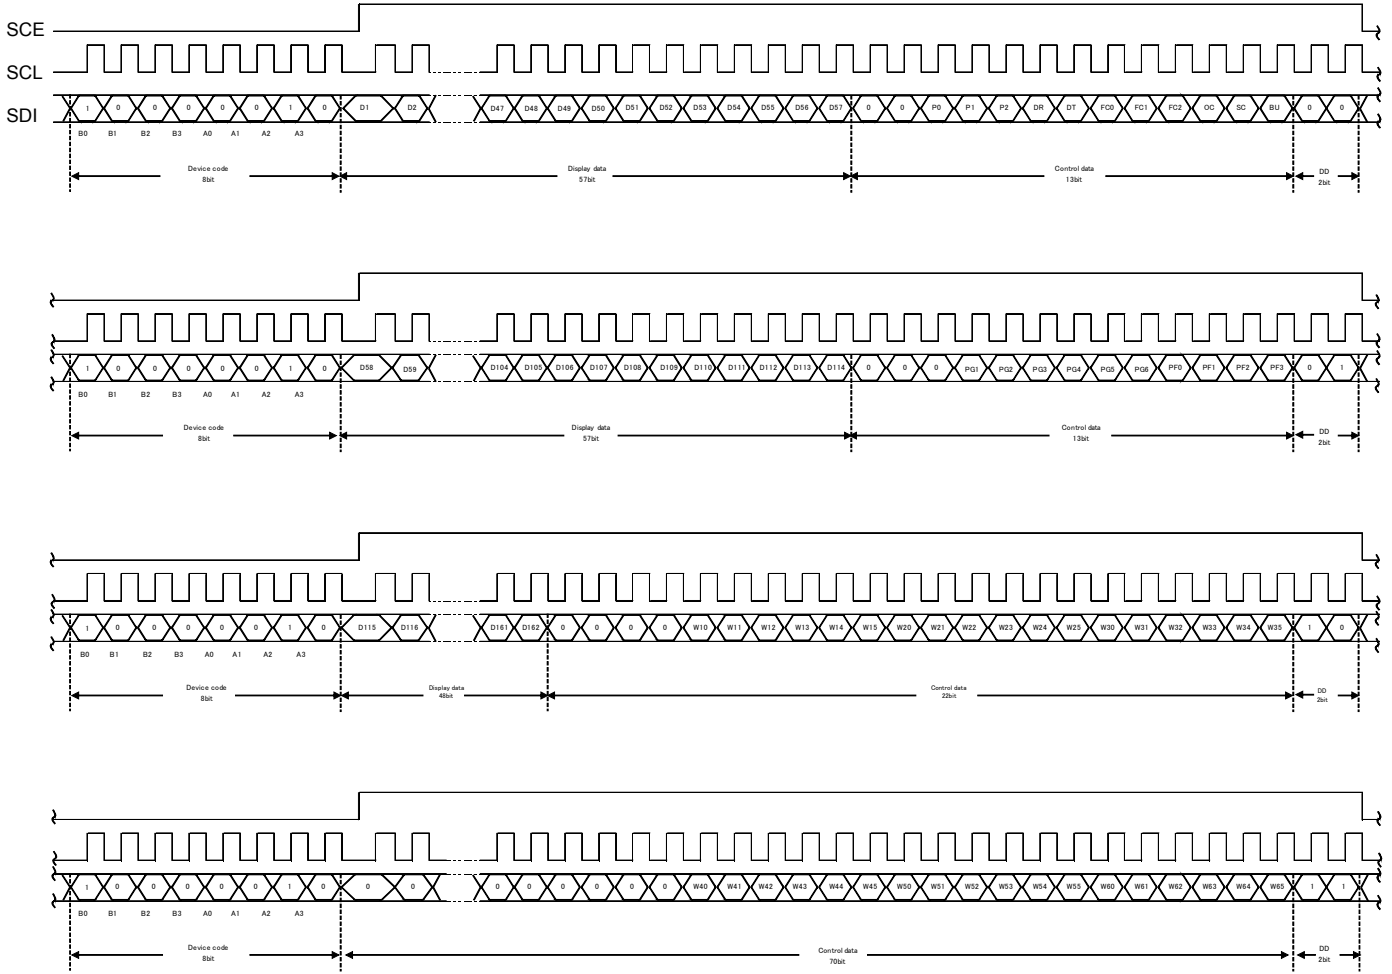 SCE
SCL
SDI
1 0 0 0 0 0 1 0 D1 D2 D47 D48 D49 D50 D51 D52 D53 D54 D55 D56 D57 0 0 P0 P1 P2 DR DT FC0 FC1 FC2 OC SC BU 0 0
B0 B1 B2 B3 A0 A1 A2 A3
Device code Display data Control data DD
8bit 57bit 13bit 2bit
1 0 0 0 0 0 1 0 D58 D59 D104 D105 D106 D107 D108 D109 D110 D111 D112 D113 D114 0 0 0 PG1 PG2 PG3 PG4 PG5 PG6 PF0 PF1 PF2 PF3 0 1
B0 B1 B2 B3 A0 A1 A2 A3
Device code Display data Control data DD
8bit 57bit 13bit 2bit
1 0 0 0 0 0 1 0 D115 D116 D161 D162 0 0 0 0 W10 W11 W12 W13 W14 W15 W20 W21 W22 W23 W24 W25 W30 W31 W32 W33 W34 W35 1 0
B0 B1 B2 B3 A0 A1 A2 A3
Device code Display data Control data DD
8bit 48bit 22bit 2bit
1 0 0 0 0 0 1 0 0 0 0 0 0 0 0 0 W40 W41 W42 W43 W44 W45 W50 W51 W52 W53 W54 W55 W60 W61 W62 W63 W64 W65 1 1
B0 B1 B2 B3 A0 A1 A2 A3
Device code Control data DD
8bit 70bit 2bit